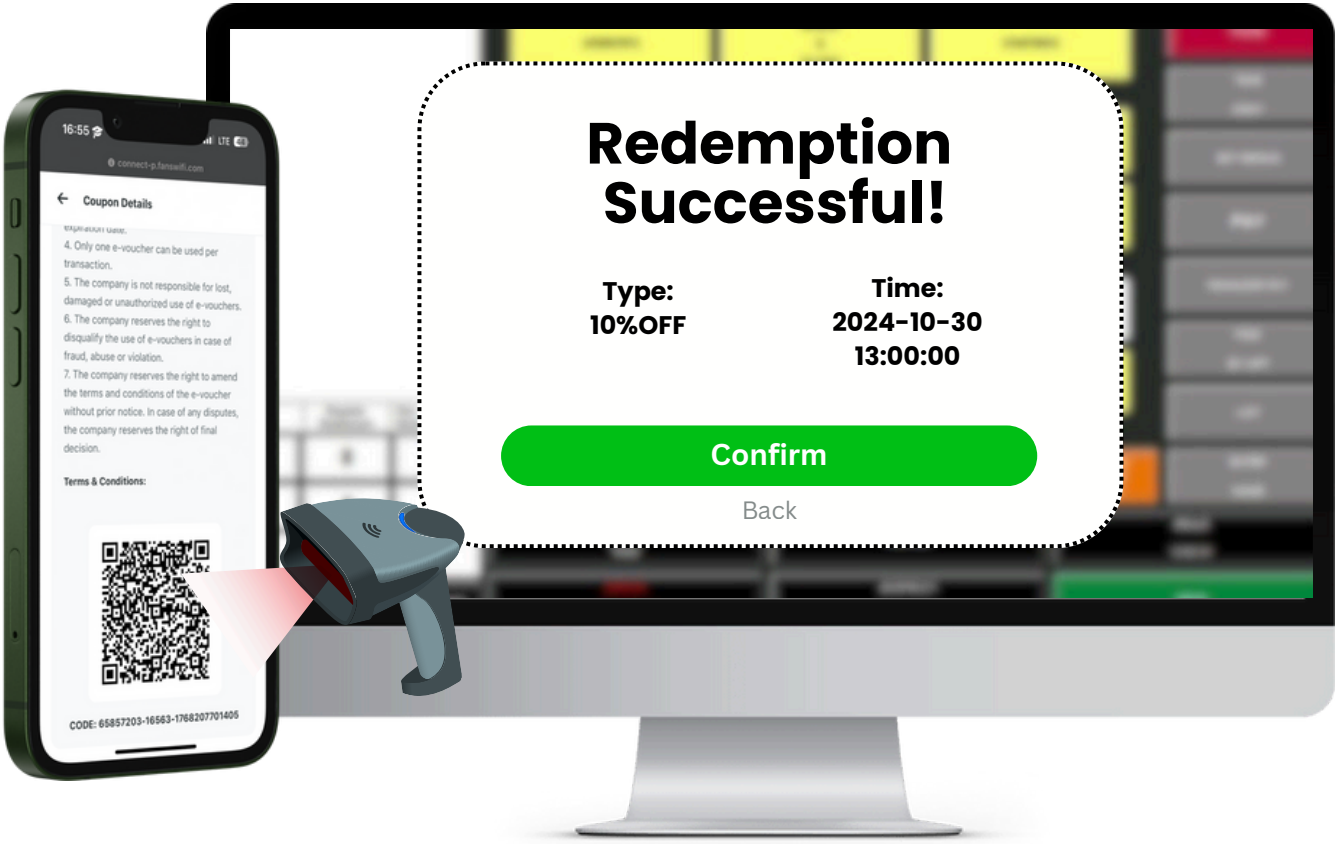 16:55
LTE
connect-p.fanswifi.com
Coupon Details
expiration date.
4. Only one e-voucher can be used per
transaction.
5. The company is not responsible for lost,
damaged or unauthorized use of e-vouchers.
6. The company reserves the right to
disqualify the use of e-vouchers in case of
fraud, abuse or violation.
7. The company reserves the right to amend
the terms and conditions of the e-voucher
without prior notice. In case of any disputes,
the company reserves the right of final
decision.
Terms & Conditions:
CODE: 65857203-16563-1768207701405
Redemption
Successful!
Type:
10%OFF
Time:
2024-10-30
13:00:00
Confirm
Back